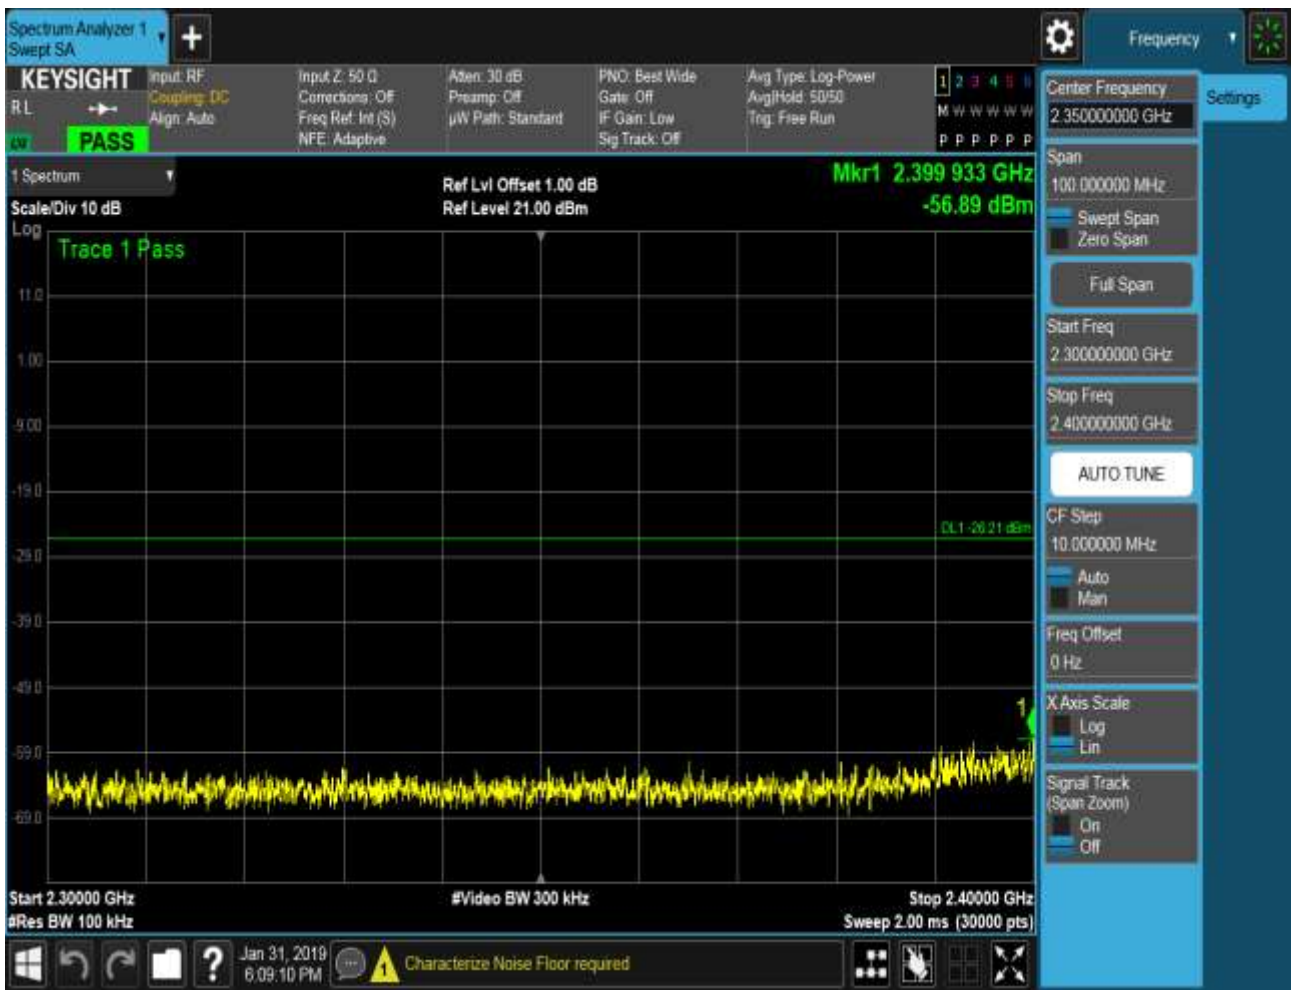 Spectrum Analyzer 1
Swept SA
+
Frequency
KEYSIGHT
R L
PASS
Input: RF
Coupling: DC
Align: Auto
Input Z: 50 Ω
Corrections: Off
Freq Ref: Int (S)
NFE: Adaptive
Atten: 30 dB
Preamp: Off
µW Path: Standard
PNO: Best Wide
Gate: Off
IF Gain: Low
Sig Track: Off
Avg Type: Log-Power
Avg|Hold: 50/50
Trig: Free Run
1 2 3 4 5 6
M W W W W W
P P P P P P
1 Spectrum
Scale/Div 10 dB
Log
Ref Lvl Offset 1.00 dB
Ref Level 21.00 dBm
Mkr1 2.399 933 GHz
-56.89 dBm
Trace 1 Pass
11.0
1.00
-9.00
-19.0
DL1 -26.21 dBm
-29.0
-39.0
-49.0
1
-59.0
-69.0
Start 2.30000 GHz
#Res BW 100 kHz
#Video BW 300 kHz
Stop 2.40000 GHz
Sweep 2.00 ms (30000 pts)
?
Jan 31, 2019
6:09:10 PM
Characterize Noise Floor required
Center Frequency
2.350000000 GHz
Settings
Span
100.000000 MHz
Swept Span
Zero Span
Full Span
Start Freq
2.300000000 GHz
Stop Freq
2.400000000 GHz
AUTO TUNE
CF Step
10.000000 MHz
Auto
Man
Freq Offset
0 Hz
X Axis Scale
Log
Lin
Signal Track
(Span Zoom)
On
Off